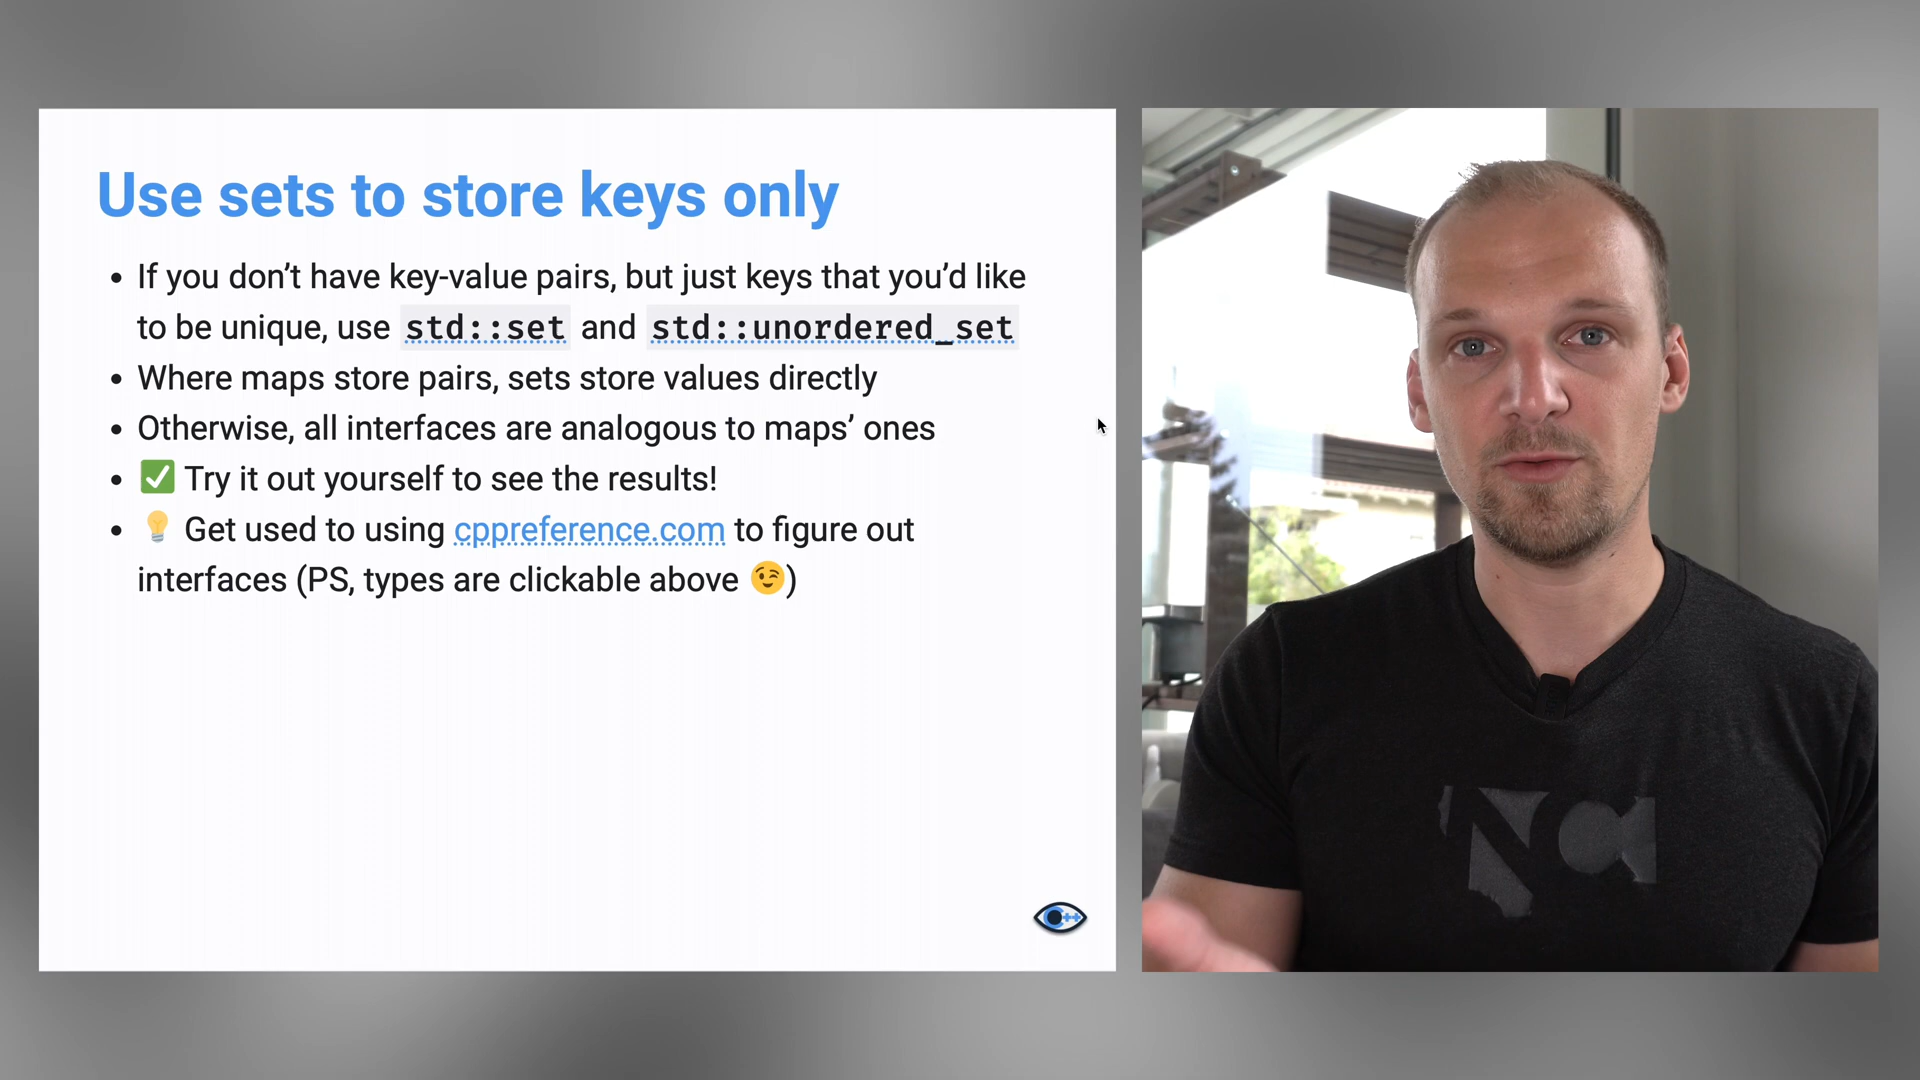 Use sets to store keys only
• If you don’t have key-value pairs, but just keys that you’d like
to be unique, use std::set and std::unordered_set
• Where maps store pairs, sets store values directly
• Otherwise, all interfaces are analogous to maps’ ones
• ✅ Try it out yourself to see the results!
• 💡 Get used to using cppreference.com to figure out
interfaces (PS, types are clickable above 😉)
C++